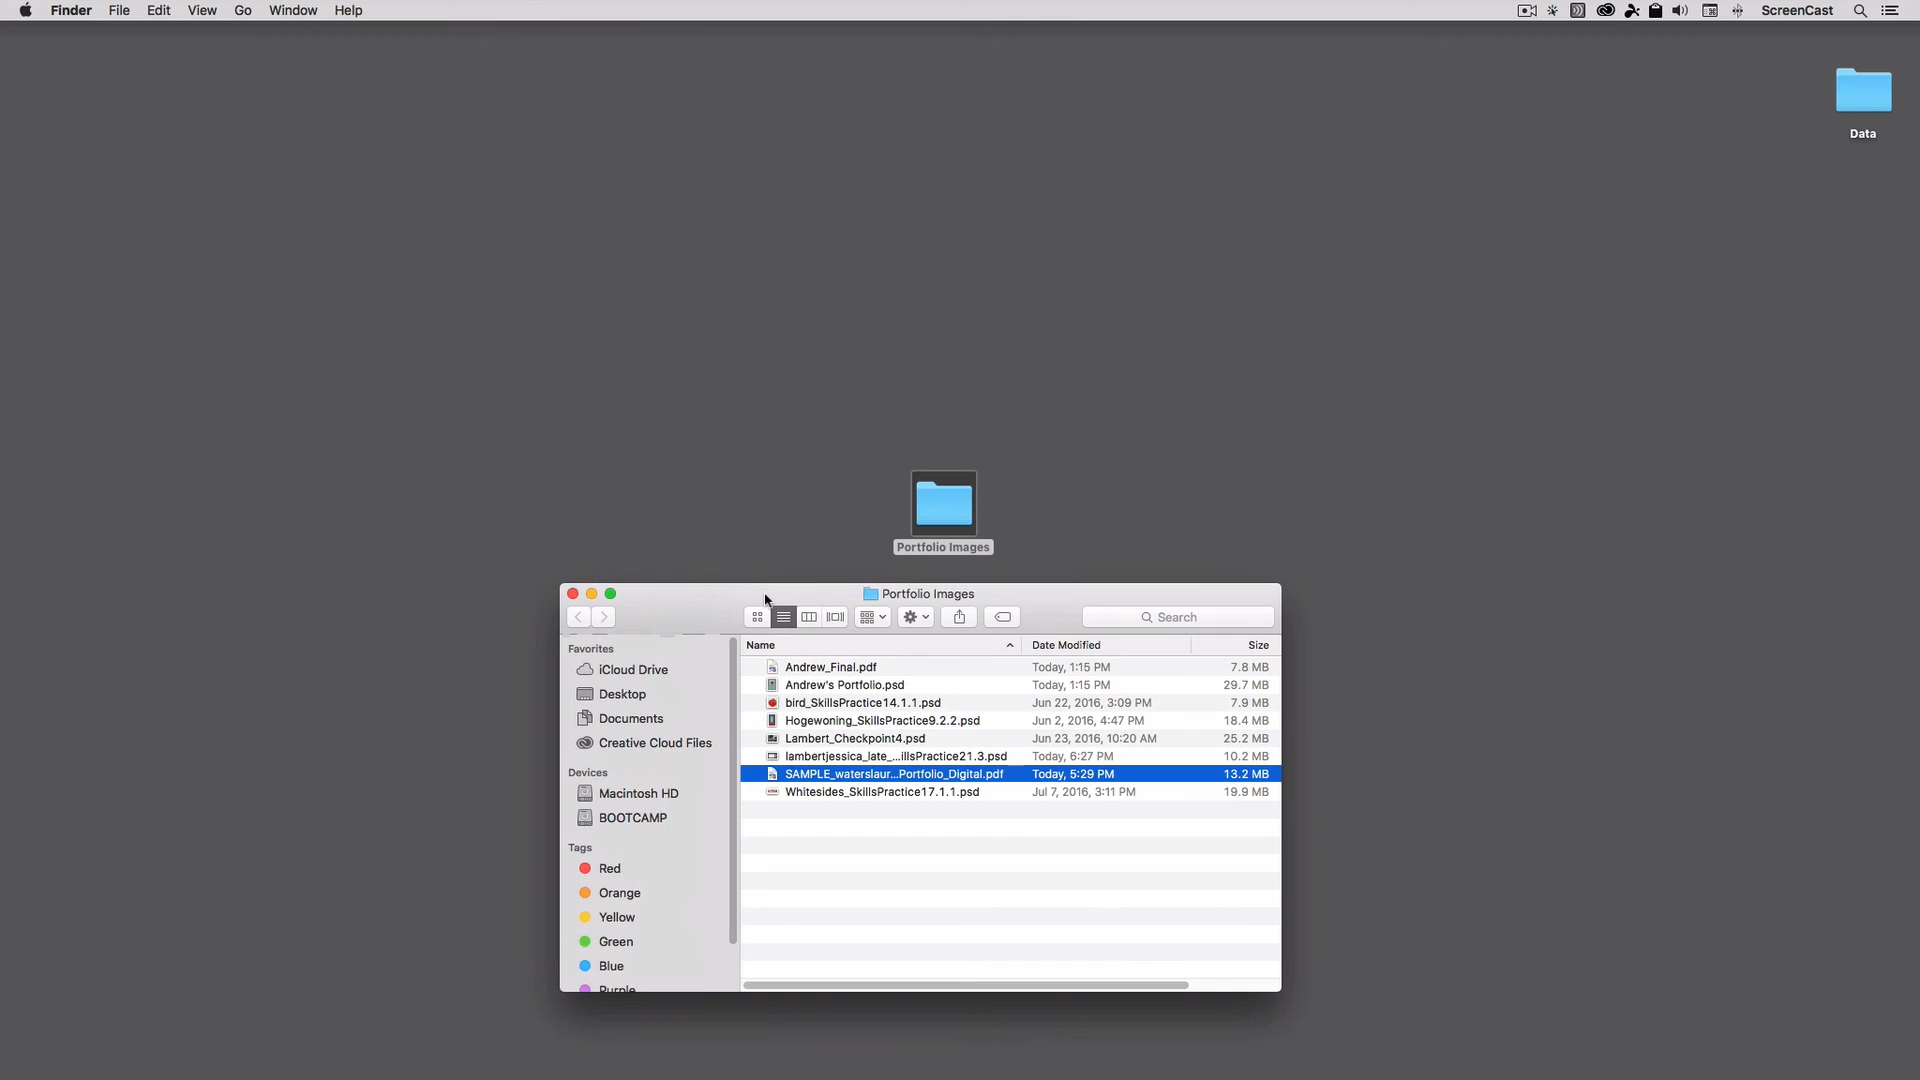 Finder File Edit View Go Window Help ScreenCast
Data
Portfolio Images
Portfolio Images
Search
Name Date Modified Size
Favorites
iCloud Drive
Desktop
Documents
Creative Cloud Files
Devices
Macintosh HD
BOOTCAMP
Tags
Red
Orange
Yellow
Green
Blue
Purple
Andrew_Final.pdf Today, 1:15 PM 7.8 MB
Andrew's Portfolio.psd Today, 1:15 PM 29.7 MB
bird_SkillsPractice14.1.1.psd Jun 22, 2016, 3:09 PM 7.9 MB
Hogewoning_SkillsPractice9.2.2.psd Jun 2, 2016, 4:47 PM 18.4 MB
Lambert_Checkpoint4.psd Jun 23, 2016, 10:20 AM 25.2 MB
lambertjessica_late_...illsPractice21.3.psd Today, 6:27 PM 10.2 MB
SAMPLE_waterslaur...Portfolio_Digital.pdf Today, 5:29 PM 13.2 MB
Whitesides_SkillsPractice17.1.1.psd Jul 7, 2016, 3:11 PM 19.9 MB